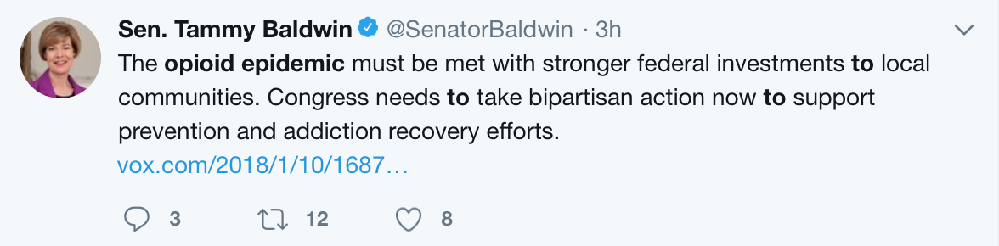 Sen. Tammy Baldwin @SenatorBaldwin · 3h
The opioid epidemic must be met with stronger federal investments to local
communities. Congress needs to take bipartisan action now to support
prevention and addiction recovery efforts.
vox.com/2018/1/10/1687…
3 12 8